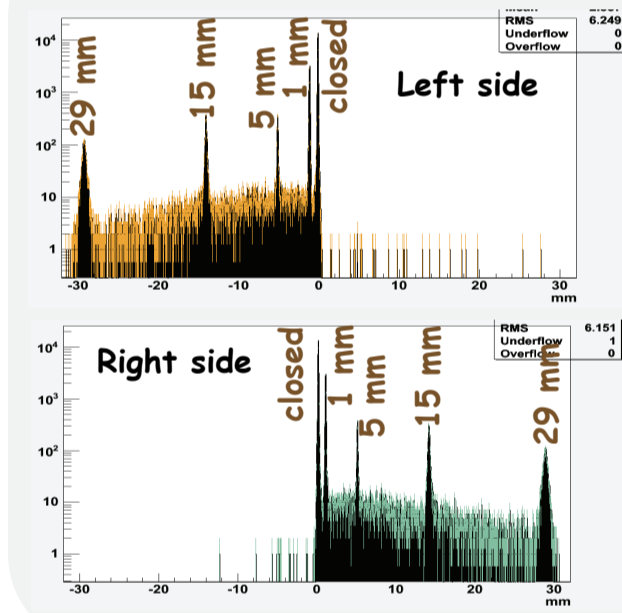 RMS 6.249
Underflow 0
Overflow 0
10⁴
10³
10²
10
1
29 mm
15 mm
5 mm
1 mm
closed
Left side
-30 -20 -10 0 10 20 30
mm
RMS 6.151
Underflow 1
Overflow 0
10⁴
10³
10²
10
1
Right side
closed
1 mm
5 mm
15 mm
29 mm
-30 -20 -10 0 10 20 30
mm